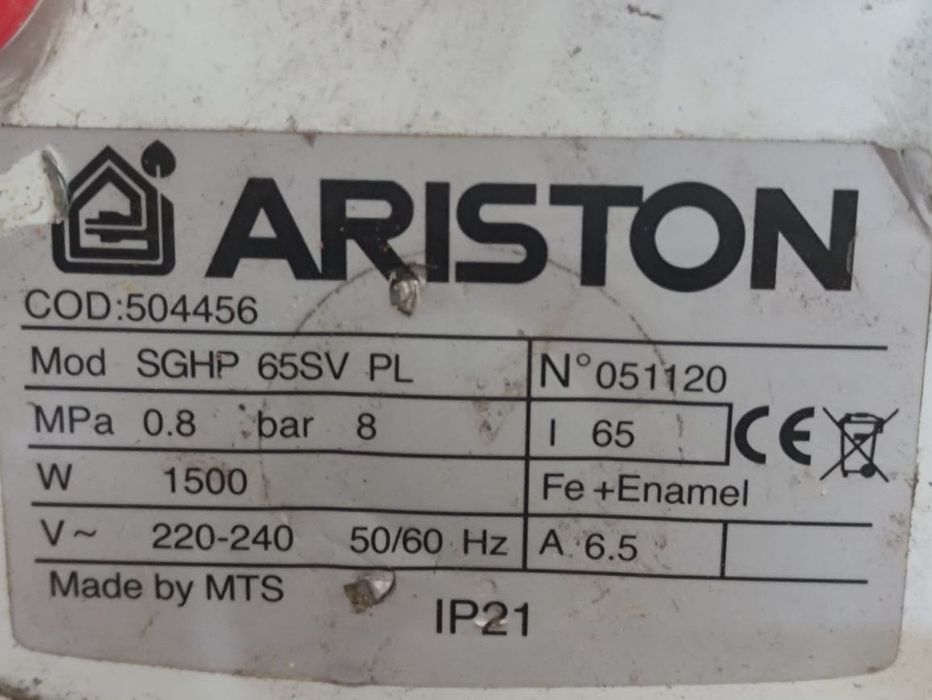 ARISTON
COD:504456
Mod SGHP 65SV PL N°051120
MPa 0.8 bar 8 I 65
W 1500 Fe +Enamel
V~ 220-240 50/60 Hz A 6.5
Made by MTS
IP21
CE